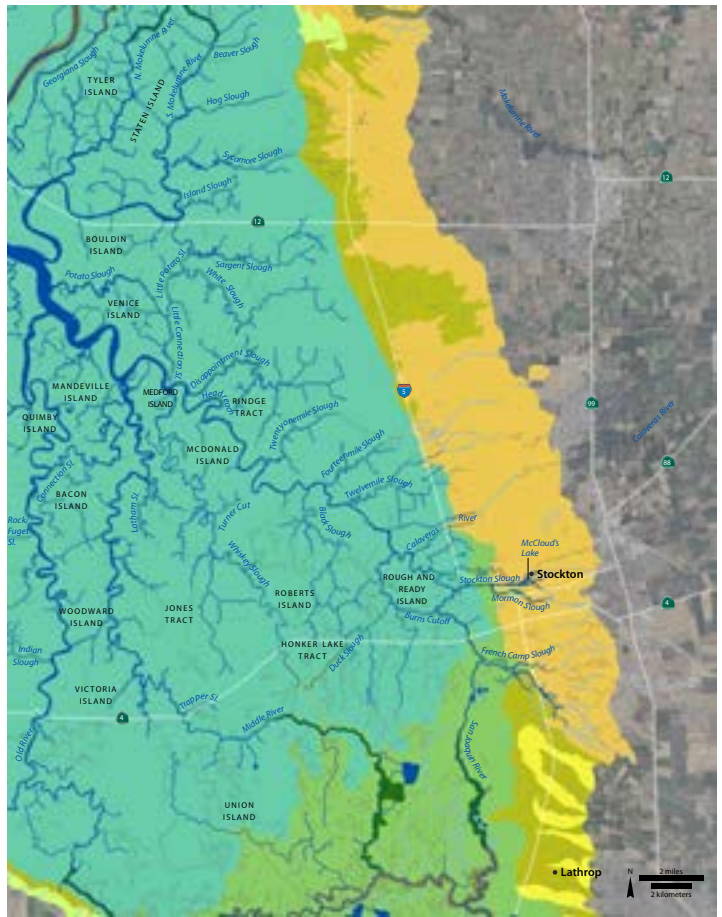 Georgiana Slough
N. Mokelumne River
S. Mokelumne River
Beaver Slough
TYLER
ISLAND
STATEN ISLAND
Hog Slough
Mokelumne River
Sycamore Slough
Island Slough
12
12
BOULDIN
ISLAND
Potato Slough
Little Potato Sl.
Sargent Slough
White Slough
VENICE
ISLAND
Little Connection Sl.
Disappointment Slough
MANDEVILLE
ISLAND
MEDFORD
ISLAND
Head
RINDGE
TRACT
5
99
QUIMBY
ISLAND
Twentyonemile Slough
Calaveras River
MCDONALD
ISLAND
Fourteenmile Slough
88
Connection Sl.
Twelvemile Slough
BACON
ISLAND
Latham Sl.
Turner Cut
Black Slough
Rock
Fugel
Sl.
Calaveras
River
Whiskey Slough
McCloud's
Lake
ROUGH AND
READY
ISLAND
Stockton Slough
Stockton
ROBERTS
ISLAND
Mormon Slough
4
WOODWARD
ISLAND
JONES
TRACT
Burns Cutoff
Indian
Slough
HONKER LAKE
TRACT
Duck Slough
French Camp Slough
VICTORIA
ISLAND
Trapper Sl.
4
Middle River
Old River
San Joaquin River
UNION
ISLAND
Lathrop
N
2 miles
2 kilometers